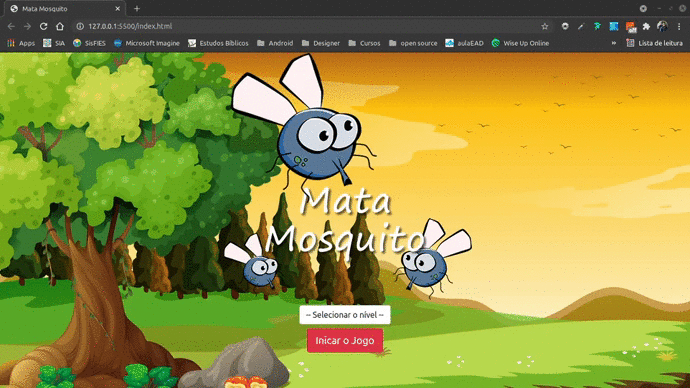 Mata Mosquito
127.0.0.1:5500/index.html
Apps
SIA
SisFIES
Microsoft Imagine
Estudos Bíblicos
Android
Designer
Cursos
open source
aulaEAD
Wise Up Online
»
Lista de leitura
Mata
Mosquito
-- Selecionar o nível --
Inicar o Jogo